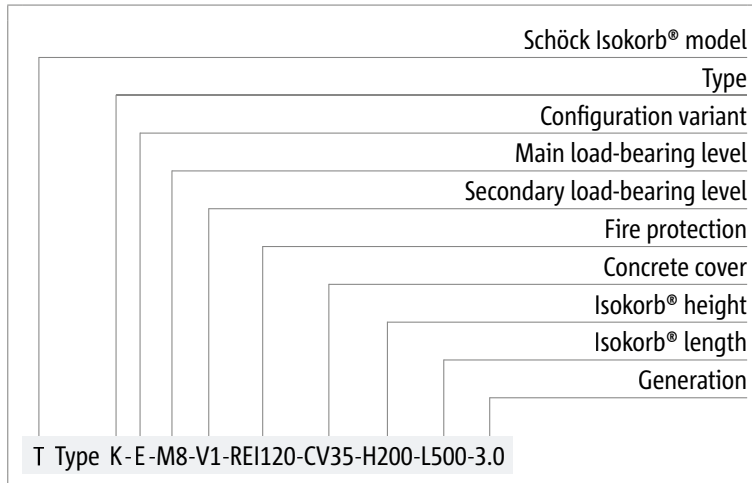 Schöck Isokorb® model
Type
Configuration variant
Main load-bearing level
Secondary load-bearing level
Fire protection
Concrete cover
Isokorb® height
Isokorb® length
Generation
T Type K-E-M8-V1-REI120-CV35-H200-L500-3.0